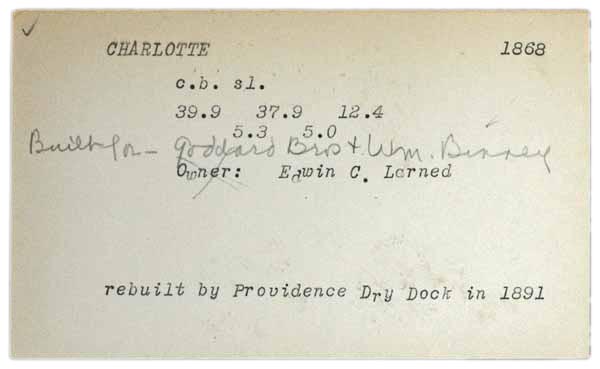 ✓
CHARLOTTE 1868
c.b. sl.
39.9 37.9 12.4
5.3 5.0
Built for - Goddard Bros & Wm. Binney
Owner: Edwin C. Larned
rebuilt by Providence Dry Dock in 1891